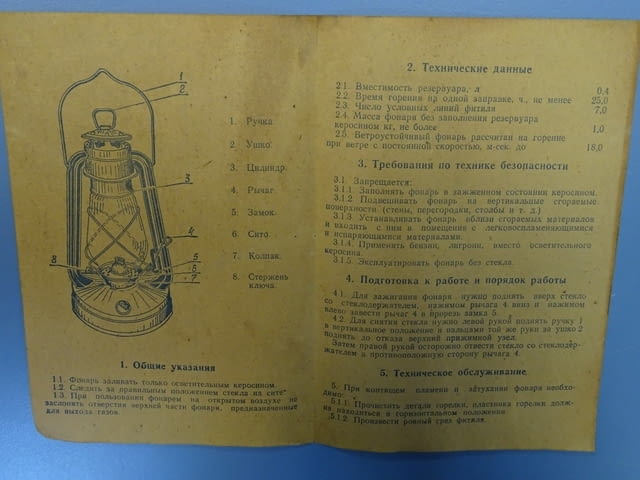 1
2
3
4
5
6
7
8
1. Ручка
2 Ушко.
3. Цилиндр.
4. Рычаг.
5. Замок.
6. Сито.
7. Колпак.
8. Стержень
ключа.
1. Общие указания
1.1. Фонарь заливать только осветительным керосином.
1.2. Следить за правильным положением стекла на сите
1.3. При пользовании фонарем на открытом воздухе не
заслонять отверстия верхней части фонаря, предназначенные
для выхода газов.
2. Технические данные
2.1. Вместимость резервуара, л 0,4
2.2. Время горения на одной заправке, ч., не менее 25,0
2.3. Число условных линий фитиля 7,0
2.4. Масса фонаря без заполнения резервуара
керосином кг, не более 1,0
2.5. Ветроустойчивый фонарь рассчитан на горение
при ветре с постоянной скоростью, м-сек. до 18,0
3. Требования по технике безопасности
3.1. Запрещается:
3.1.1. Заполнять фонарь в зажженном состоянии керосином.
3.1.2 Подвешивать фонарь на вертикальные сгораемые
поверхности (стены, перегородки, столбы и т. д.)
3.1.3 Устанавливать фонарь вблизи сгораемых материалов
и входить с ним в помещения с легковоспламеняющимися
и испаряющимися материалами.
3.1.4. Применять бензин, лигроин, вместо осветительного
керосина.
3.1.5. Эксплуатировать фонарь без стекла.
4. Подготовка к работе и порядок работы
4.1. Для зажигания фонаря нужно поднять вверх стекло
со стеклодержателем, нажимом рычага 4 вниз и нажимом
влево завести рычаг 4 в прорезь замка 5.
4.2. Для снятия стекла нужно левой рукой поднять ручку 1
в вертикальное положение и пальцами той же руки за ушко 2
поднять до отказа верхний прижимной узел.
Затем правой рукой осторожно отвести стекло со стеклодер-
жателем в противоположную сторону рычага 4.
5. Техническое обслуживание
5. При коптящем пламени и затухании фонаря необхо-
димо:
5.1.1. Прочистить детали горелки, пластинка горелки долж-
на находиться в горизонтальном положении
5.1.2. Произвести ровный срез фитиля.